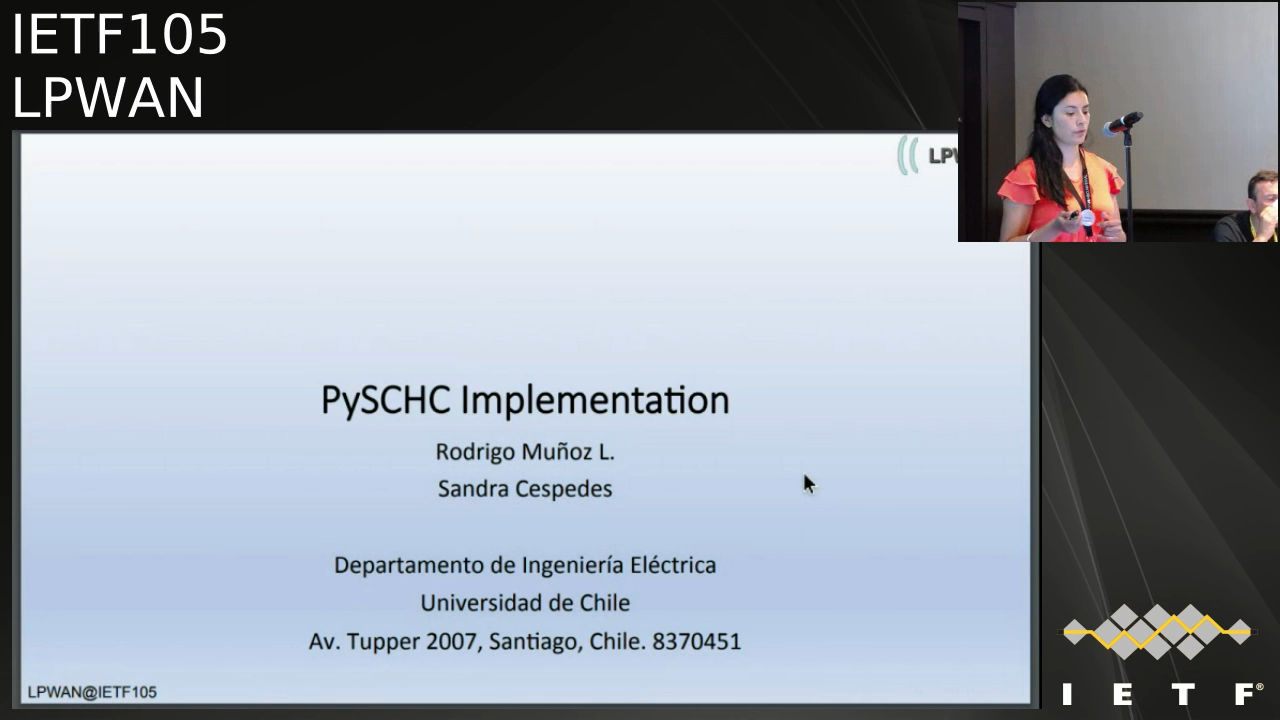 IETF105
LPWAN
PySCHC Implementation
Rodrigo Muñoz L.
Sandra Cespedes
Departamento de Ingeniería Eléctrica
Universidad de Chile
Av. Tupper 2007, Santiago, Chile. 8370451
LPWAN@IETF105
I E T F®